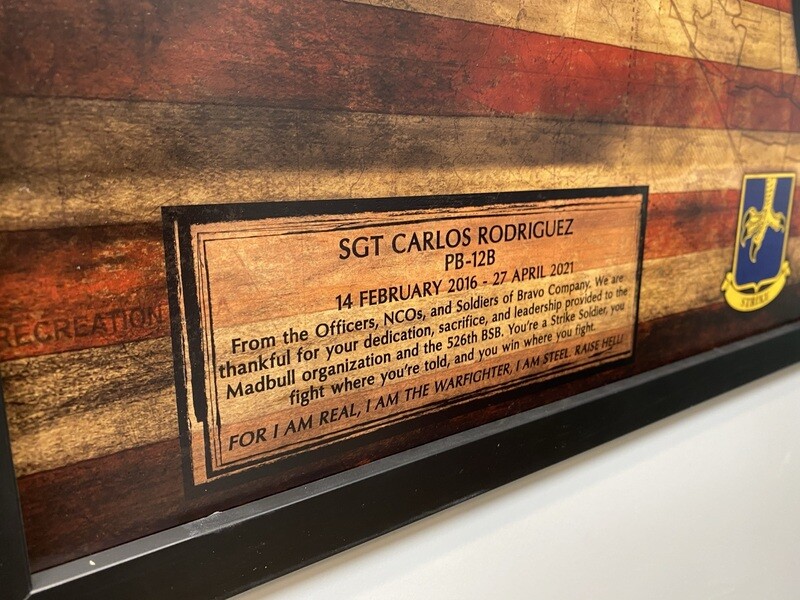 SGT CARLOS RODRIGUEZ
PB-12B
14 FEBRUARY 2016 - 27 APRIL 2021
From the Officers, NCOs, and Soldiers of Bravo Company. We are
thankful for your dedication, sacrifice, and leadership provided to the
Madbull organization and the 526th BSB. You're a Strike Soldier, you
fight where you're told, and you win where you fight.
FOR I AM REAL, I AM THE WARFIGHTER, I AM STEEL. RAISE HELL!
RECREATION
STRIKE